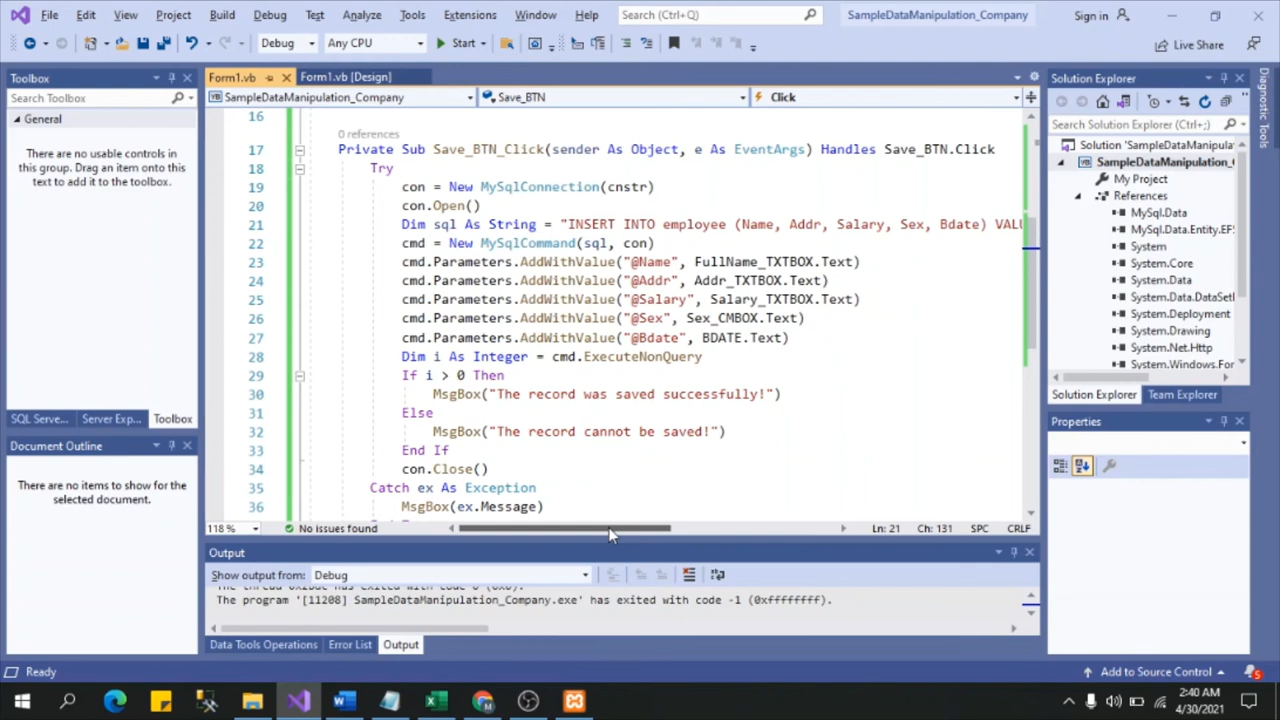 File Edit View Project Build Debug Test Analyze Tools Extensions Window Help Search (Ctrl+Q) SampleDataManipulation_Company Sign in
Debug Any CPU Start Live Share
Toolbox
Search Toolbox
General
There are no usable controls in
this group. Drag an item onto this
text to add it to the toolbox.
SQL Serve... Server Exp... Toolbox
Document Outline
There are no items to show for the
selected document.
Form1.vb Form1.vb [Design]
SampleDataManipulation_Company Save_BTN Click
16
0 references
17 Private Sub Save_BTN_Click(sender As Object, e As EventArgs) Handles Save_BTN.Click
18 Try
19 con = New MySqlConnection(cnstr)
20 con.Open()
21 Dim sql As String = "INSERT INTO employee (Name, Addr, Salary, Sex, Bdate) VALU
22 cmd = New MySqlCommand(sql, con)
23 cmd.Parameters.AddWithValue("@Name", FullName_TXTBOX.Text)
24 cmd.Parameters.AddWithValue("@Addr", Addr_TXTBOX.Text)
25 cmd.Parameters.AddWithValue("@Salary", Salary_TXTBOX.Text)
26 cmd.Parameters.AddWithValue("@Sex", Sex_CMBOX.Text)
27 cmd.Parameters.AddWithValue("@Bdate", BDATE.Text)
28 Dim i As Integer = cmd.ExecuteNonQuery
29 If i > 0 Then
30 MsgBox("The record was saved successfully!")
31 Else
32 MsgBox("The record cannot be saved!")
33 End If
34 con.Close()
35 Catch ex As Exception
36 MsgBox(ex.Message)
118 % No issues found Ln: 21 Ch: 131 SPC CRLF
Output
Show output from: Debug
The program '[11208] SampleDataManipulation_Company.exe' has exited with code -1 (0xffffffff).
Data Tools Operations Error List Output
Solution Explorer
Search Solution Explorer (Ctrl+;)
Solution 'SampleDataManipulat
SampleDataManipulation_
My Project
References
MySql.Data
MySql.Data.Entity.EF
System
System.Core
System.Data
System.Data.DataSet
System.Deployment
System.Drawing
System.Net.Http
System.Windows.For
Solution Explorer Team Explorer
Properties
Diagnostic Tools
Ready Add to Source Control 5
2:40 AM
4/30/2021